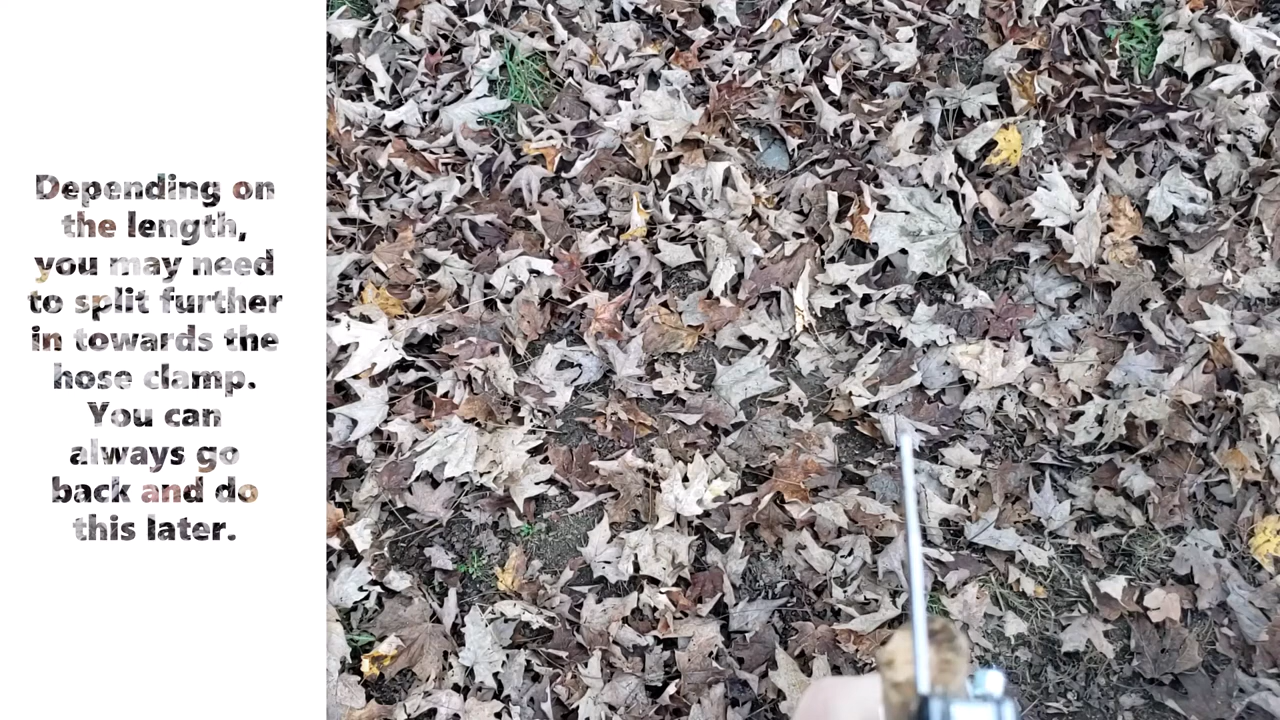 Depending on
the length,
you may need
to split further
in towards the
hose clamp.
You can
always go
back and do
this later.